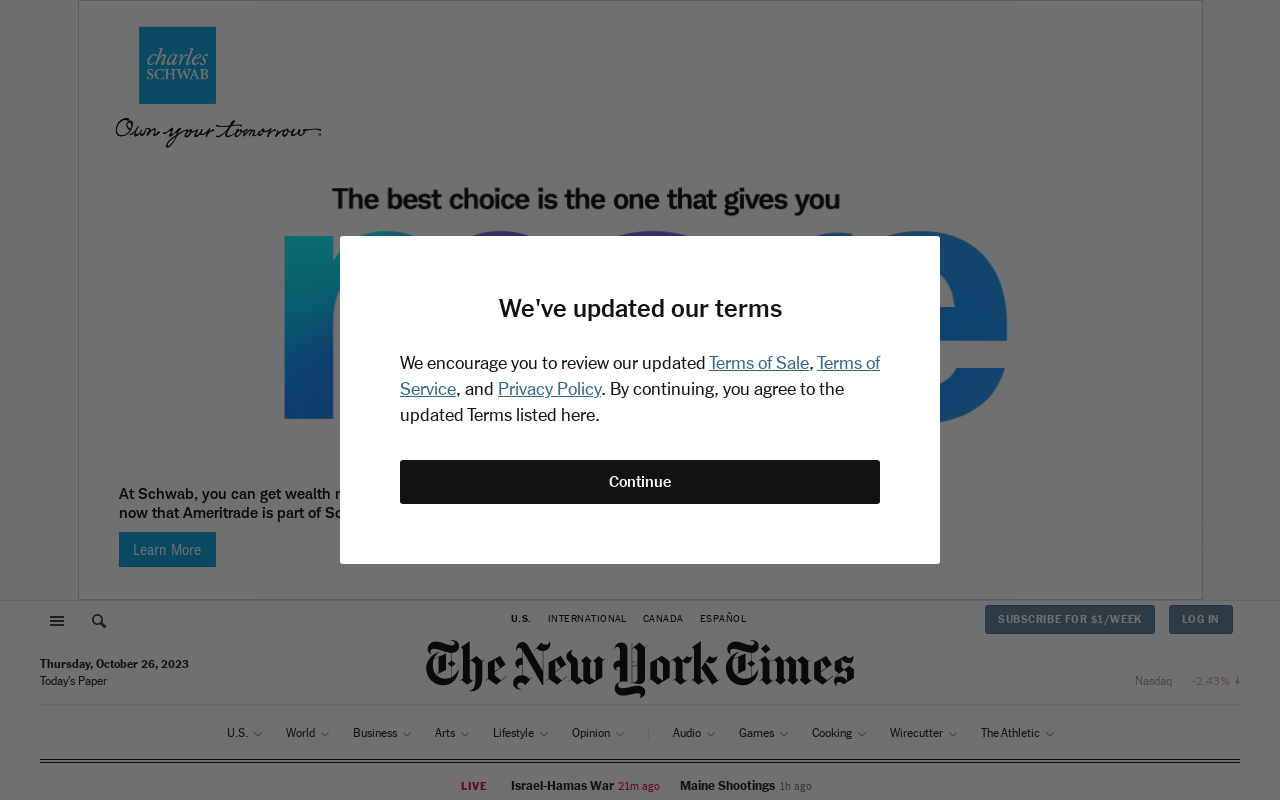 charles
SCHWAB
Own your tomorrow
The best choice is the one that gives you
We've updated our terms
We encourage you to review our updated Terms of Sale, Terms of
Service, and Privacy Policy. By continuing, you agree to the
updated Terms listed here.
Continue
At Schwab, you can get wealth
now that Ameritrade is part of
Learn More
U.S. INTERNATIONAL CANADA ESPAÑOL
SUBSCRIBE FOR $1/WEEK LOG IN
The New York Times
Thursday, October 26, 2023
Today's Paper
Nasdaq -2.43% ↓
U.S. World Business Arts Lifestyle Opinion Audio Games Cooking Wirecutter The Athletic
LIVE Israel-Hamas War 21m ago Maine Shootings 1h ago